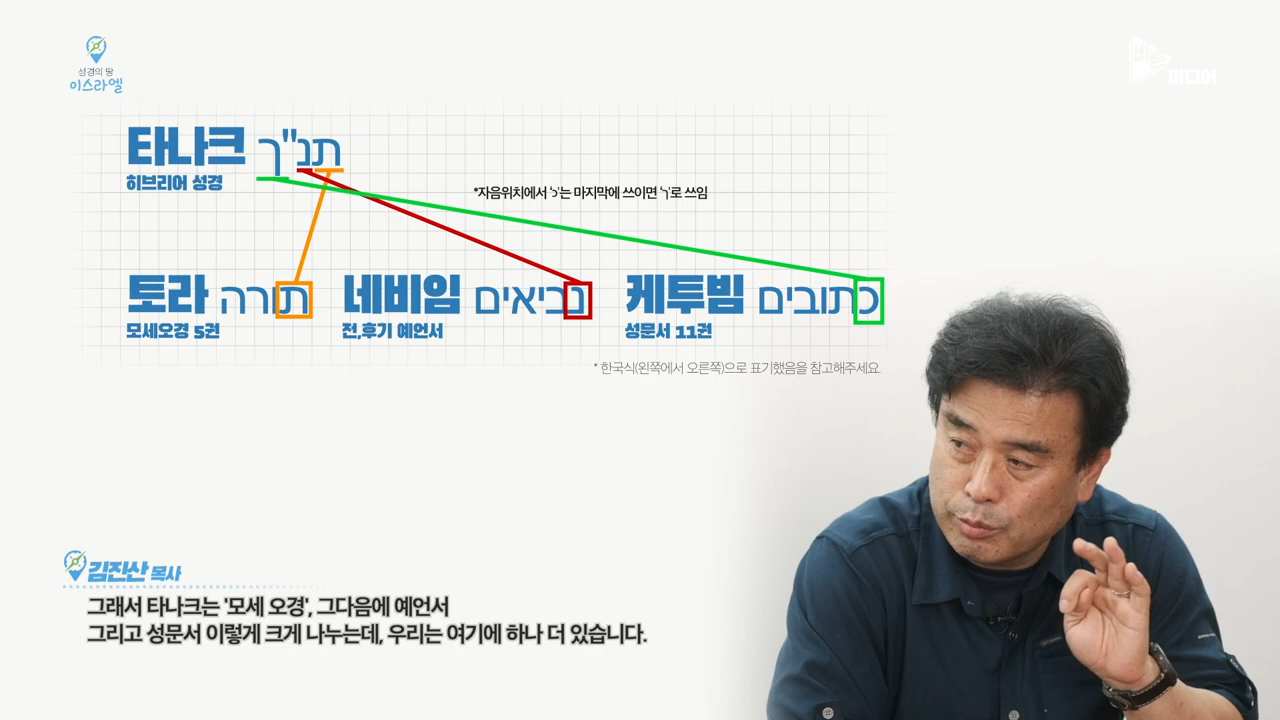 성경의 땅
이스라엘
미디어
타나크 תנ"ך
히브리어 성경
*자음위치에서 'כ'는 마지막에 쓰이면 'ך'로 쓰임
토라 תורה 네비임 נביאים 케투빔 כתובים
모세오경 5권 전,후기 예언서 성문서 11권
* 한국식(왼쪽에서 오른쪽)으로 표기했음을 참고해주세요.
김진산 목사
그래서 타나크는 '모세 오경', 그다음에 예언서
그리고 성문서 이렇게 크게 나누는데, 우리는 여기에 하나 더 있습니다.